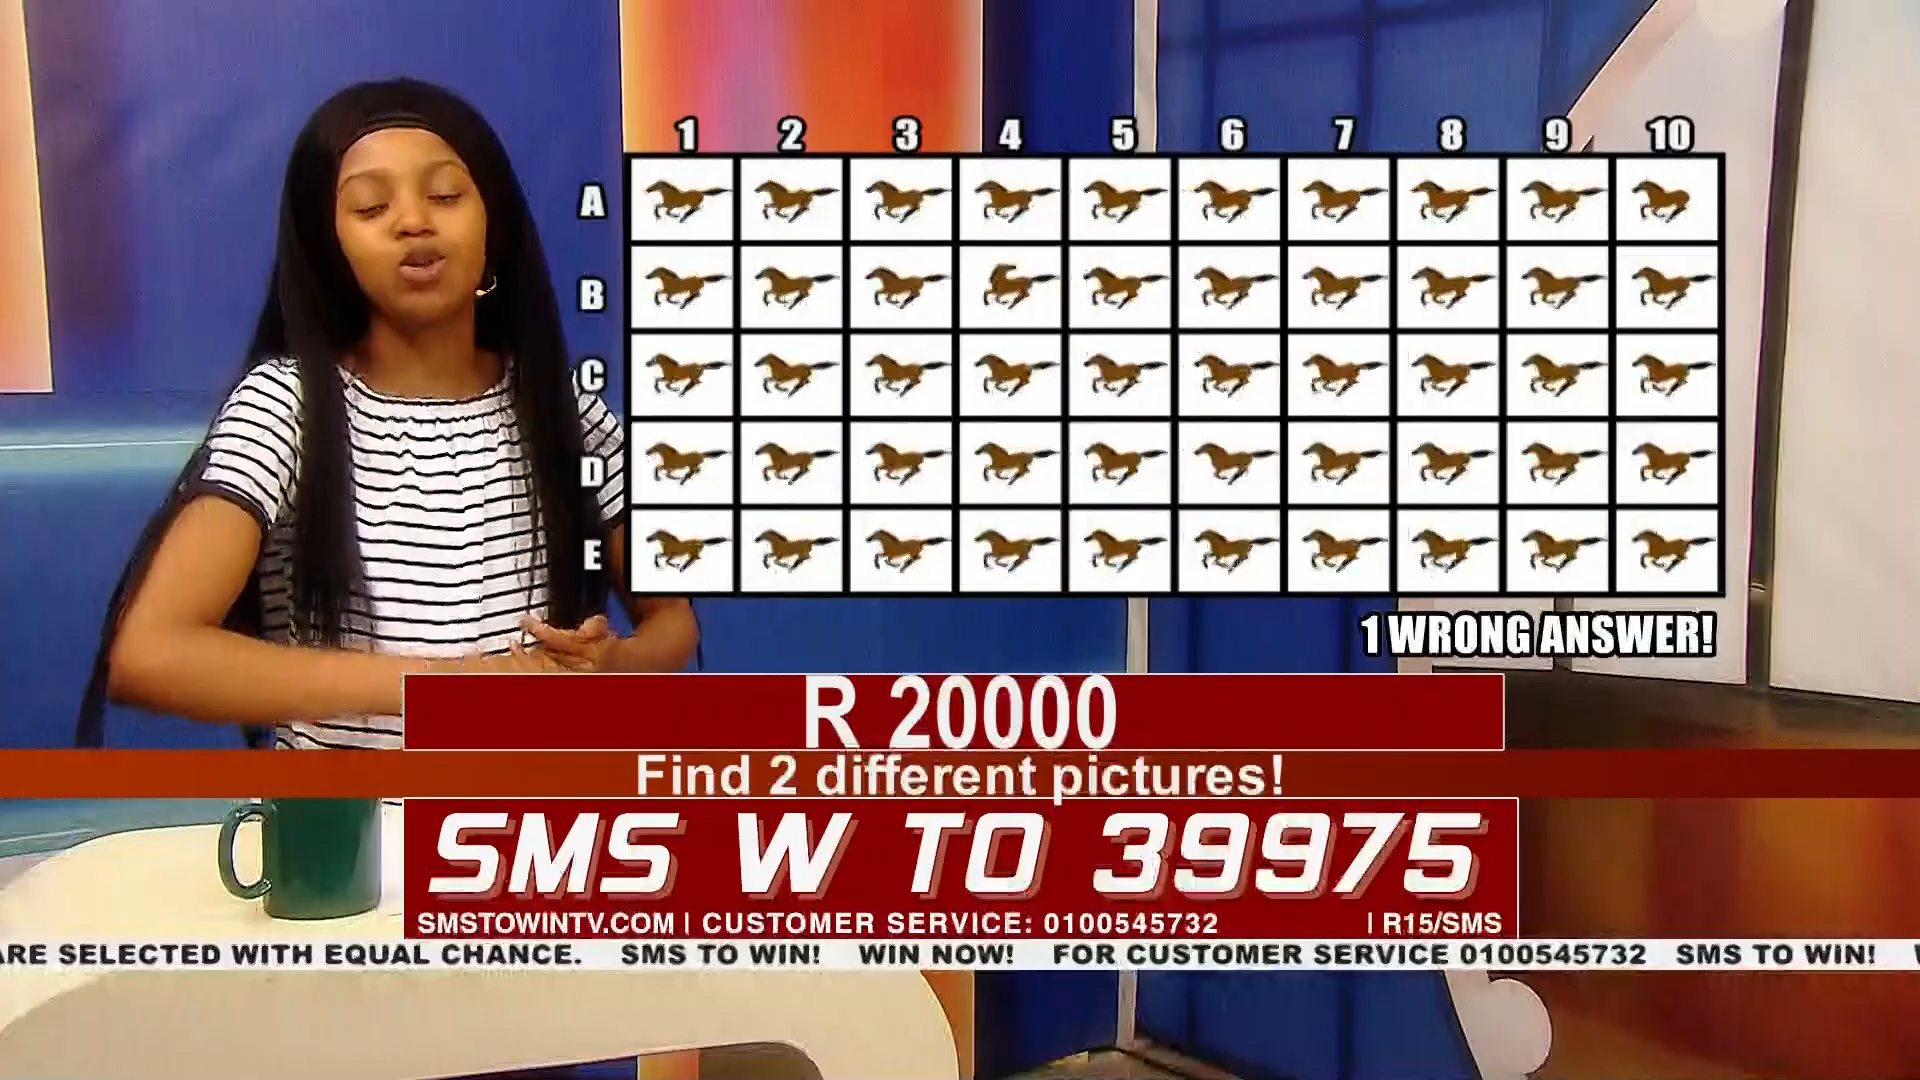 1 2 3 4 5 6 7 8 9 10
A
B
C
D
E
1 WRONG ANSWER!
R 20000
Find 2 different pictures!
SMS W TO 39975
SMSTOWINTV.COM | CUSTOMER SERVICE: 0100545732 | R15/SMS
ARE SELECTED WITH EQUAL CHANCE. SMS TO WIN! WIN NOW! FOR CUSTOMER SERVICE 0100545732 SMS TO WIN!